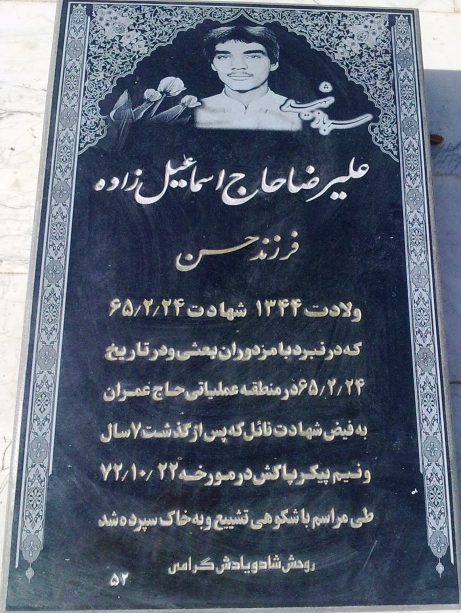 سرباز شهید
علیرضا حاج اسماعیل زاده
فرزند حسن
ولادت ۱۳۴۴ شهادت ۶۵/۲/۲۴
که در نبرد با مزدوران بعثی و در تاریخ
۶۵/۲/۲۴ در منطقه عملیاتی حاج عمران
به فیض شهادت نائل که پس از گذشت ۷ سال
و نیم پیکر پاکش در مورخه ۷۲/۱۰/۲۲
طی مراسم با شکوهی تشییع و به خاک سپرده شد
روحش شاد و یادش گرامی
۵۲